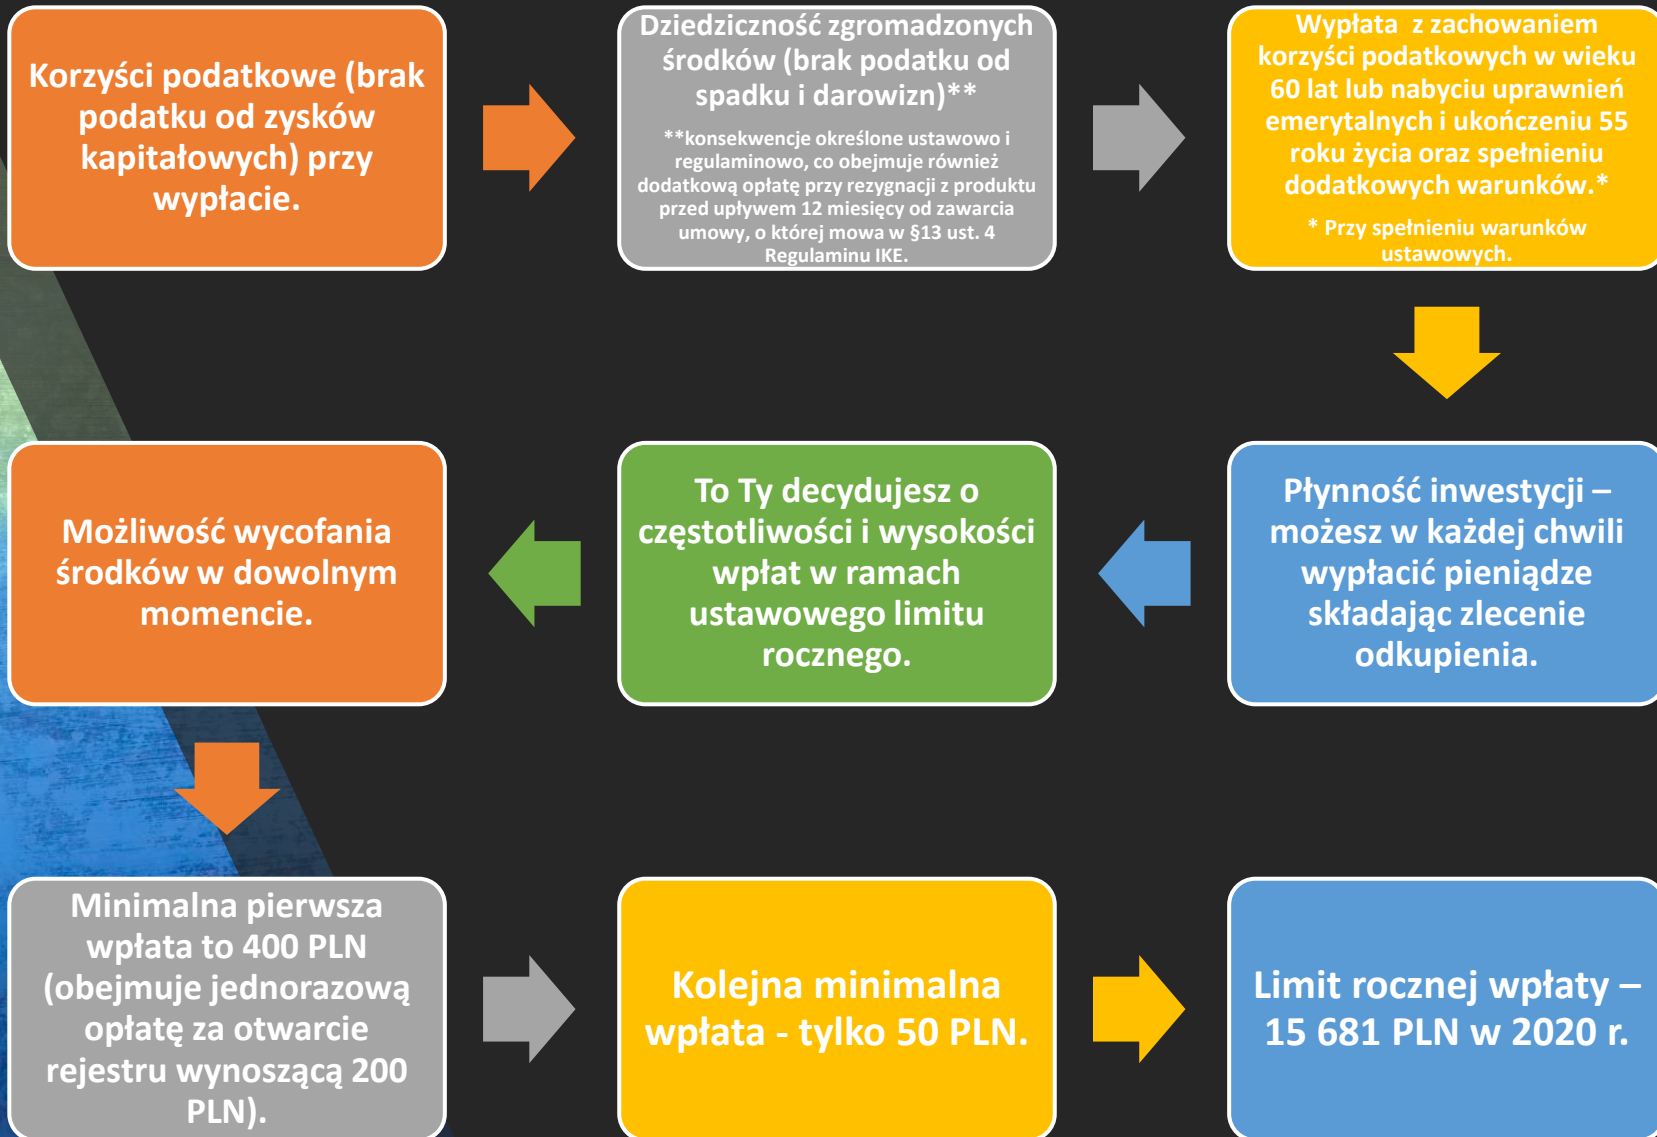 Korzyści podatkowe (brak
podatku od zysków
kapitałowych) przy
wypłacie.
Dziedziczność zgromadzonych
środków (brak podatku od
spadku i darowizn)**
**konsekwencje określone ustawowo i
regulaminowo, co obejmuje również
dodatkową opłatę przy rezygnacji z produktu
przed upływem 12 miesięcy od zawarcia
umowy, o której mowa w §13 ust. 4
Regulaminu IKE.
Wypłata  z zachowaniem
korzyści podatkowych w wieku
60 lat lub nabyciu uprawnień
emerytalnych i ukończeniu 55
roku życia oraz spełnieniu
dodatkowych warunków.*
* Przy spełnieniu warunków
ustawowych.
Płynność inwestycji –
możesz w każdej chwili
wypłacić pieniądze
składając zlecenie
odkupienia.
To Ty decydujesz o
częstotliwości i wysokości
wpłat w ramach
ustawowego limitu
rocznego.
Możliwość wycofania
środków w dowolnym
momencie.
Minimalna pierwsza
wpłata to 400 PLN
(obejmuje jednorazową
opłatę za otwarcie
rejestru wynoszącą 200
PLN).
Kolejna minimalna
wpłata - tylko 50 PLN.
Limit rocznej wpłaty –
15 681 PLN w 2020 r.